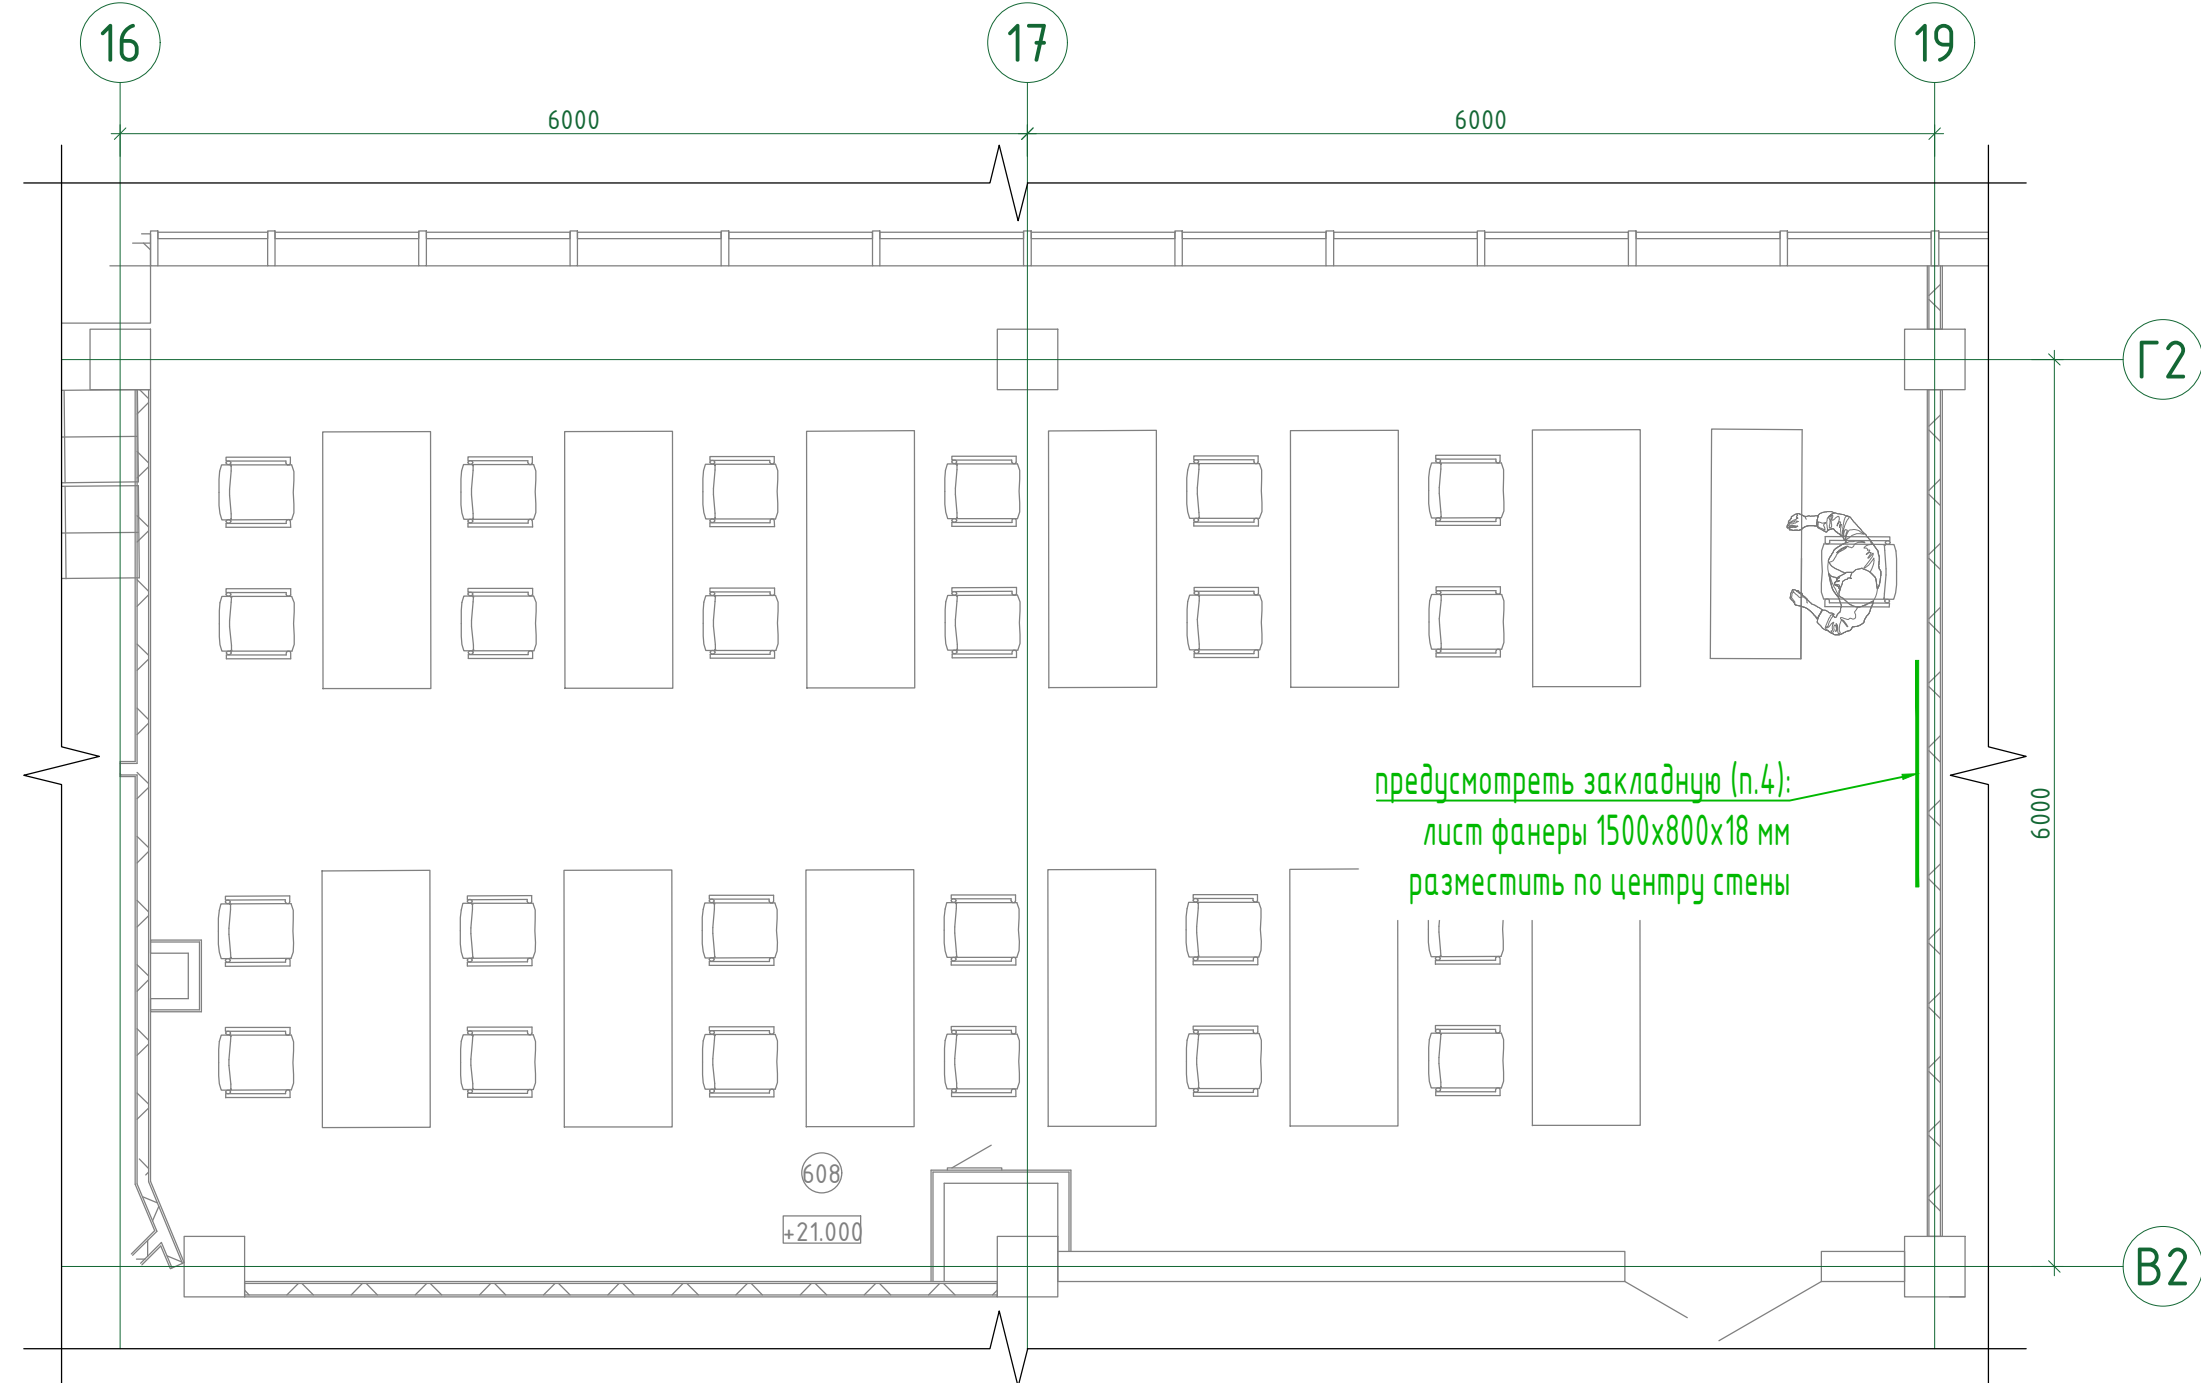 16
17
19
6000
6000
Г2
предусмотреть закладную (п.4):
лист фанеры 1500х800х18 мм
разместить по центру стены
6000
608
+21.000
В2